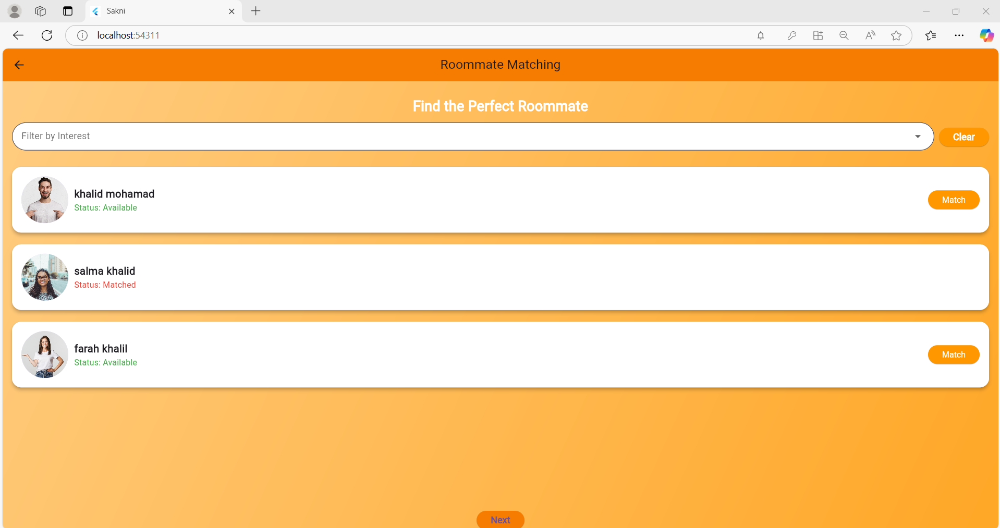 Sakni
localhost:54311
Roommate Matching
Find the Perfect Roommate
Filter by Interest
Clear
khalid mohamad
Status: Available
Match
salma khalid
Status: Matched
farah khalil
Status: Available
Match
Next